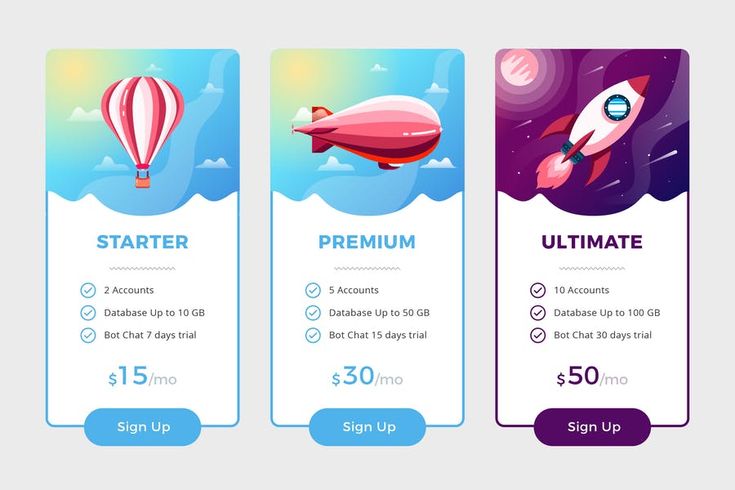 STARTER
2 Accounts
Database Up to 10 GB
Bot Chat 7 days trial
$15/mo
Sign Up
PREMIUM
5 Accounts
Database Up to 50 GB
Bot Chat 15 days trial
$30/mo
Sign Up
ULTIMATE
10 Accounts
Database Up to 100 GB
Bot Chat 30 days trial
$50/mo
Sign Up